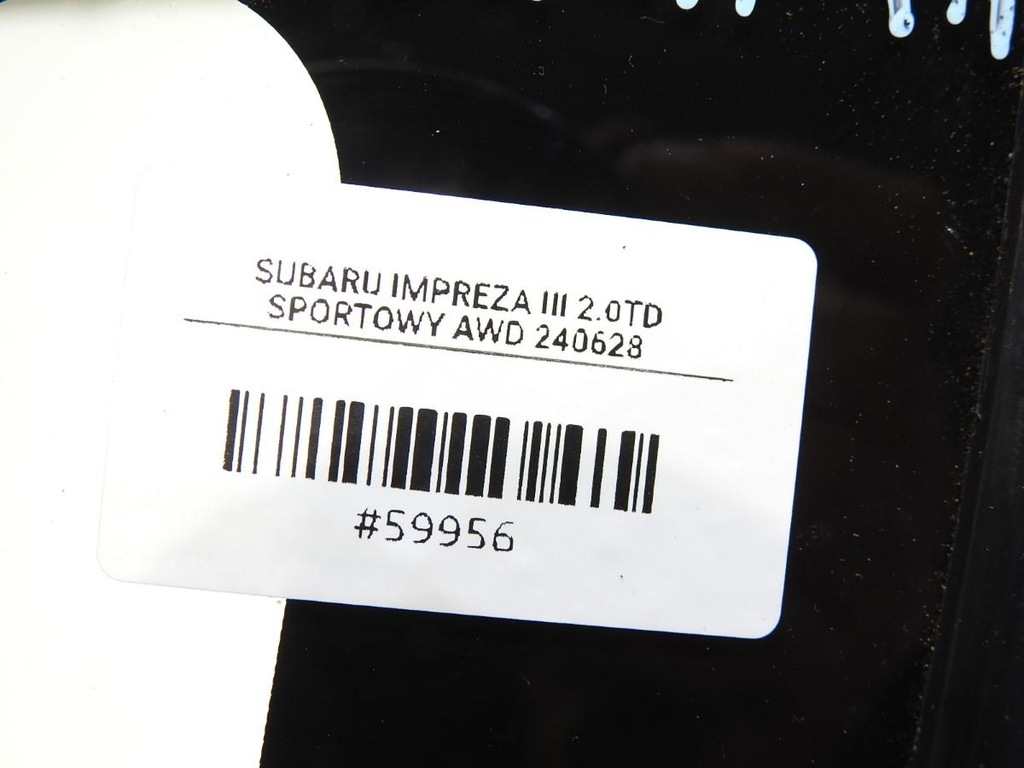 SUBARU IMPREZA III 2.0TD
SPORTOWY AWD 240628
#59956